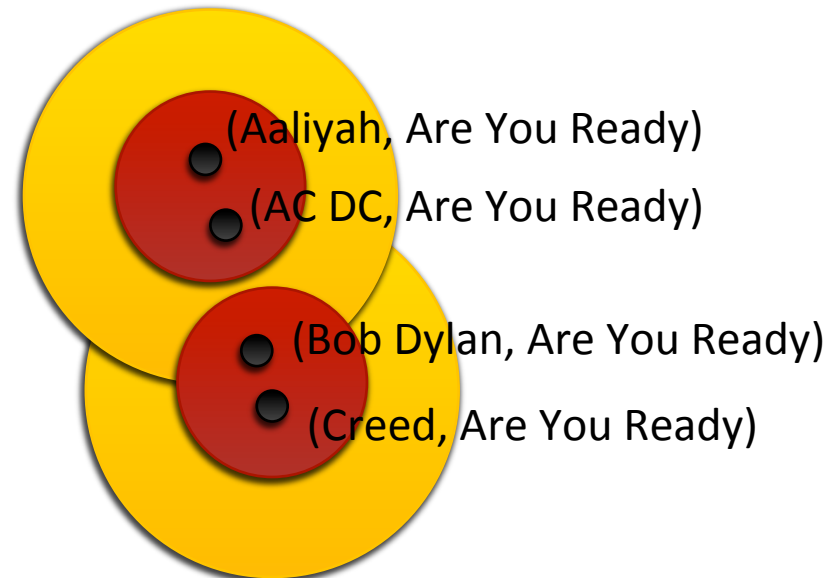 (Aaliyah, Are You Ready)
(AC DC, Are You Ready)
(Bob Dylan, Are You Ready)
(Creed, Are You Ready)